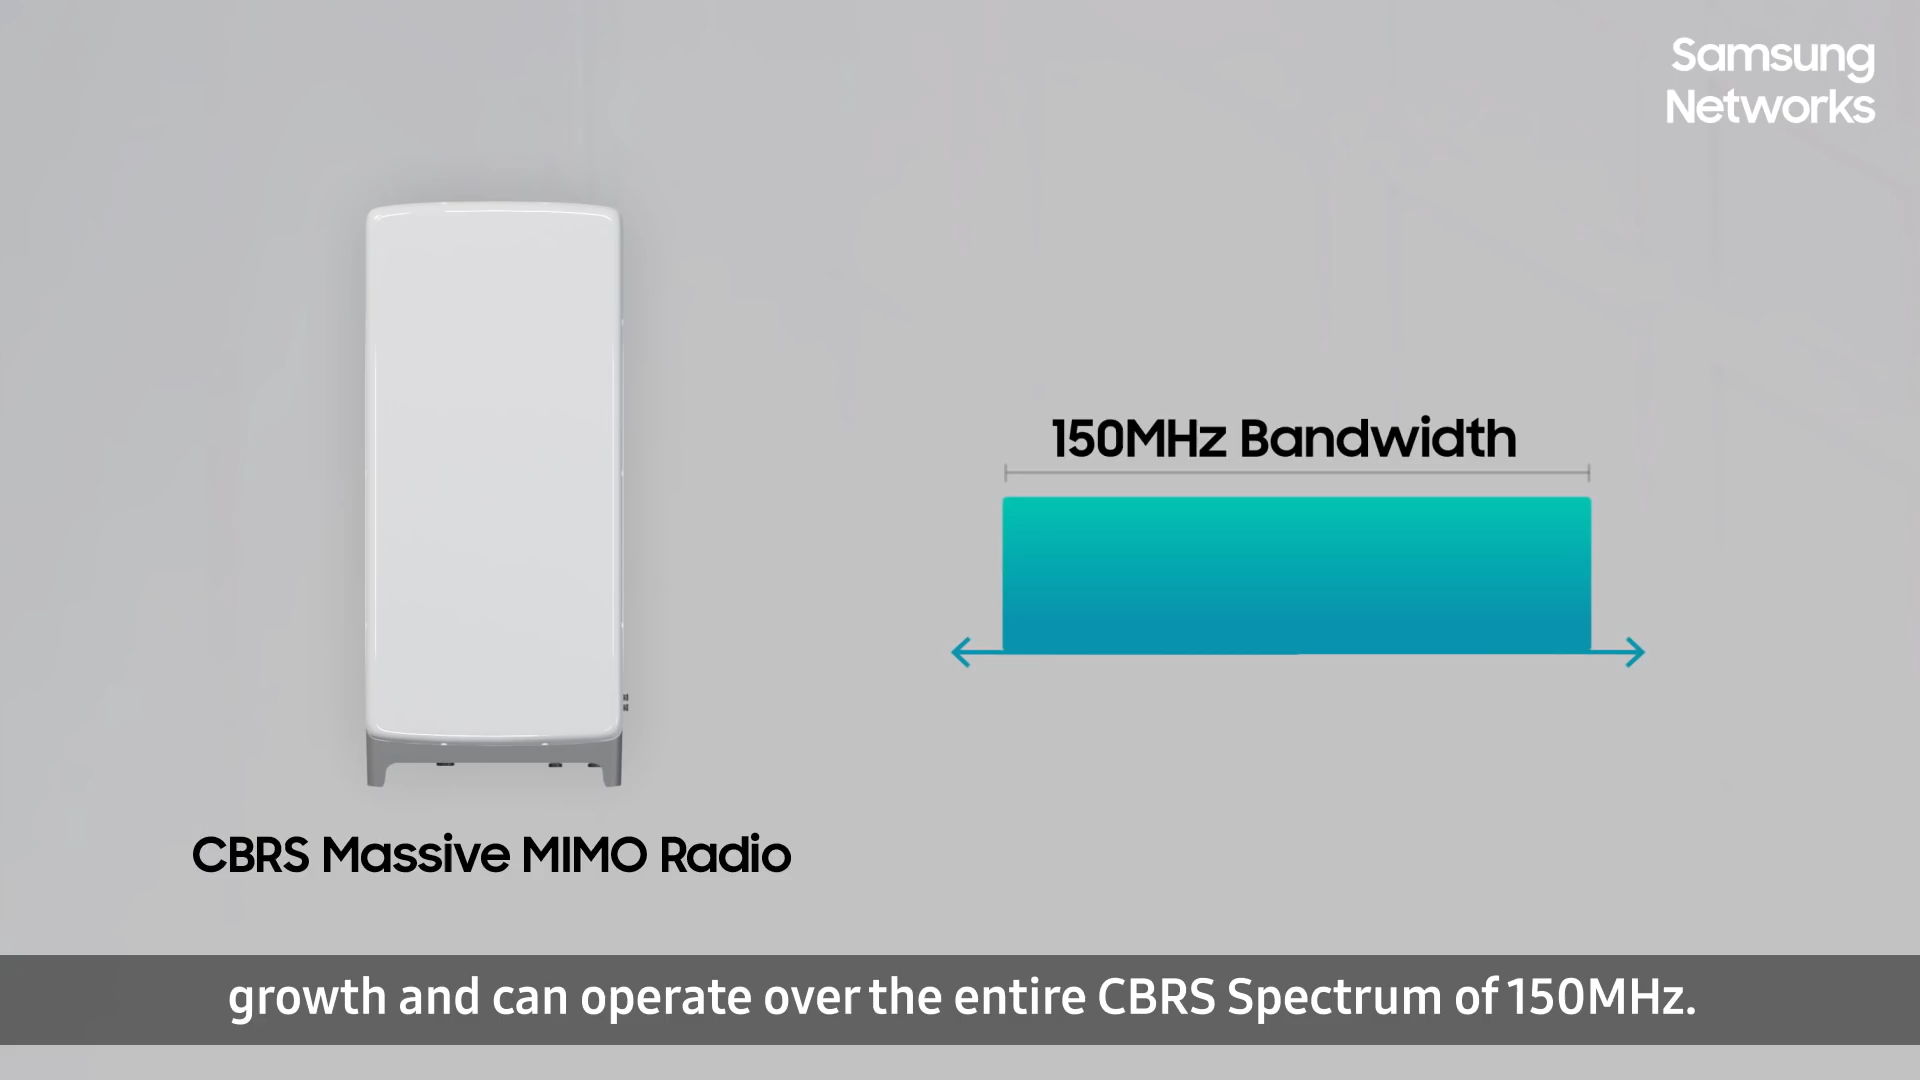 Samsung
Networks
150MHz Bandwidth
CBRS Massive MIMO Radio
growth and can operate over the entire CBRS Spectrum of 150MHz.